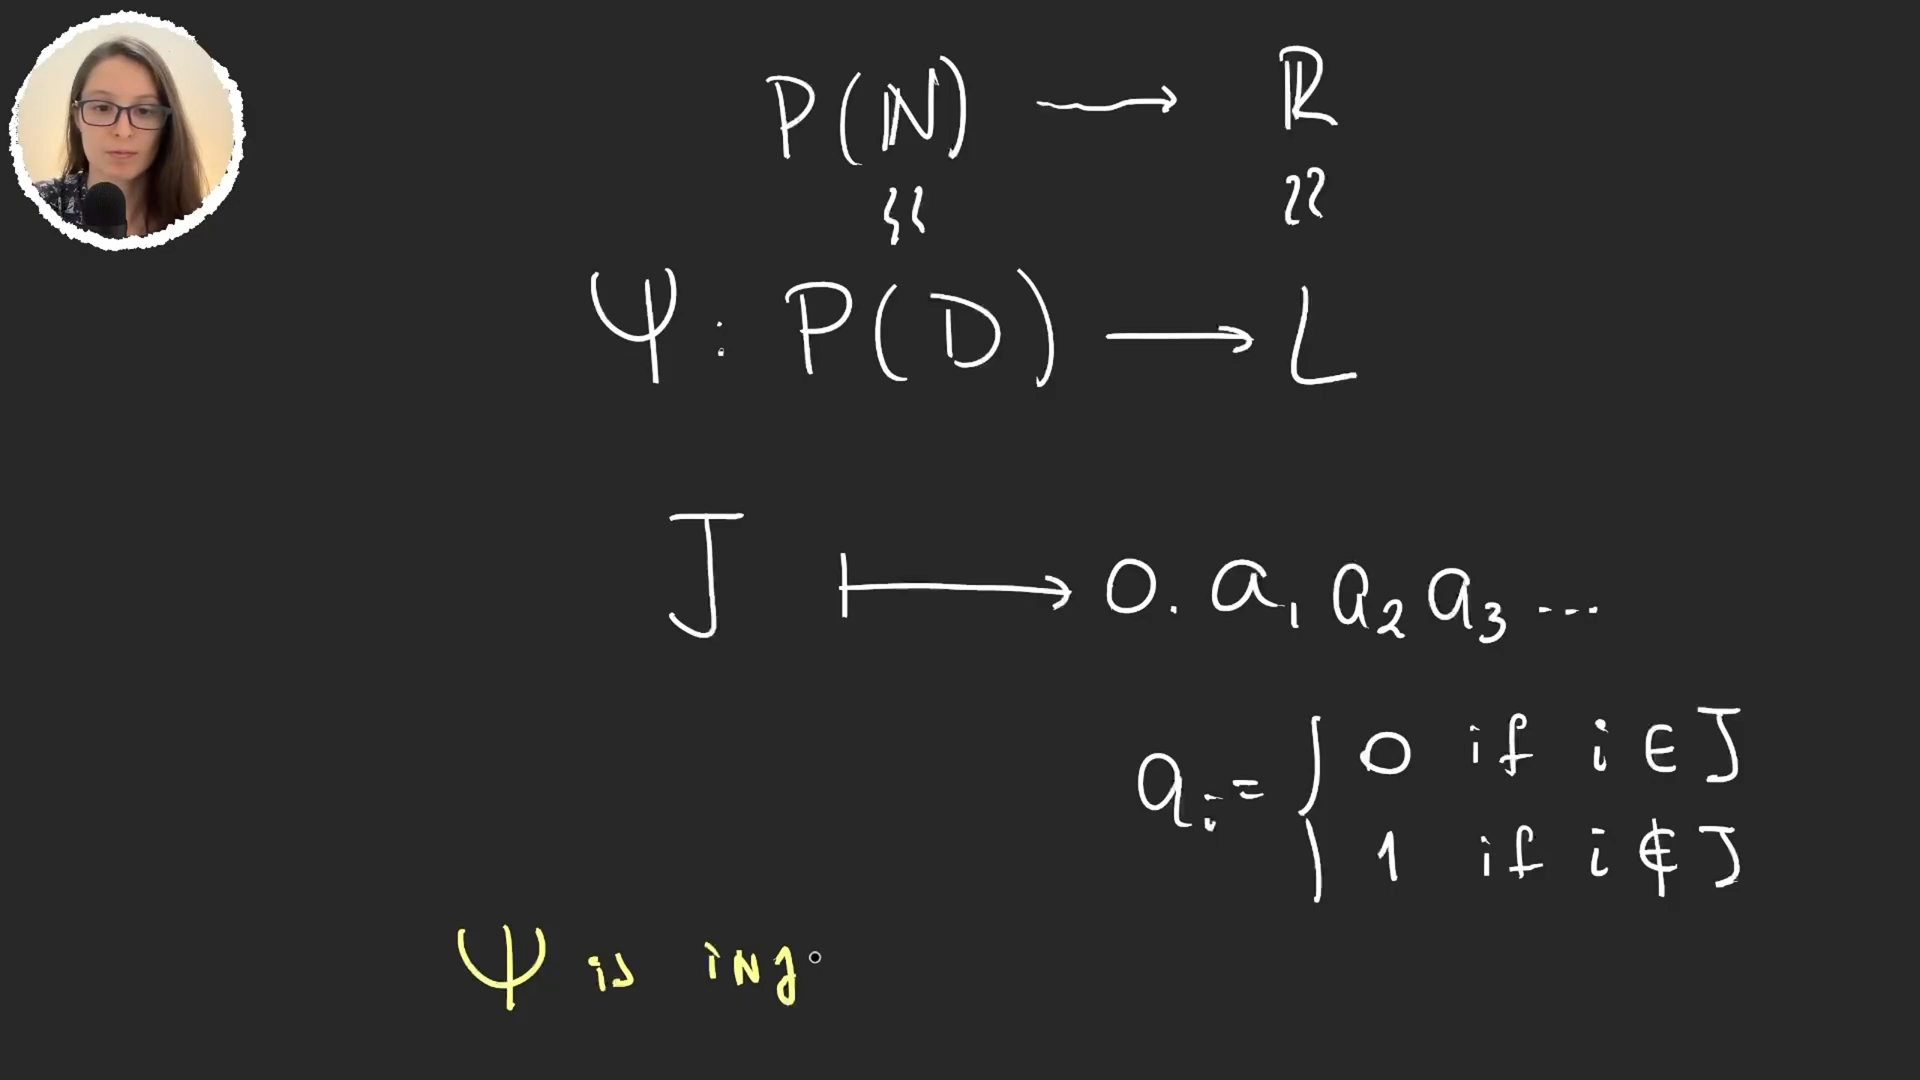 P(ℕ) ⟶ ℝ
≀≀ ≀≀
Ψ: P(D) ⟶ L
J ⟼ 0. a₁ a₂ a₃ ...
aᵢ = { 0 if i ∈ J
1 if i ∉ J
Ψ is inj